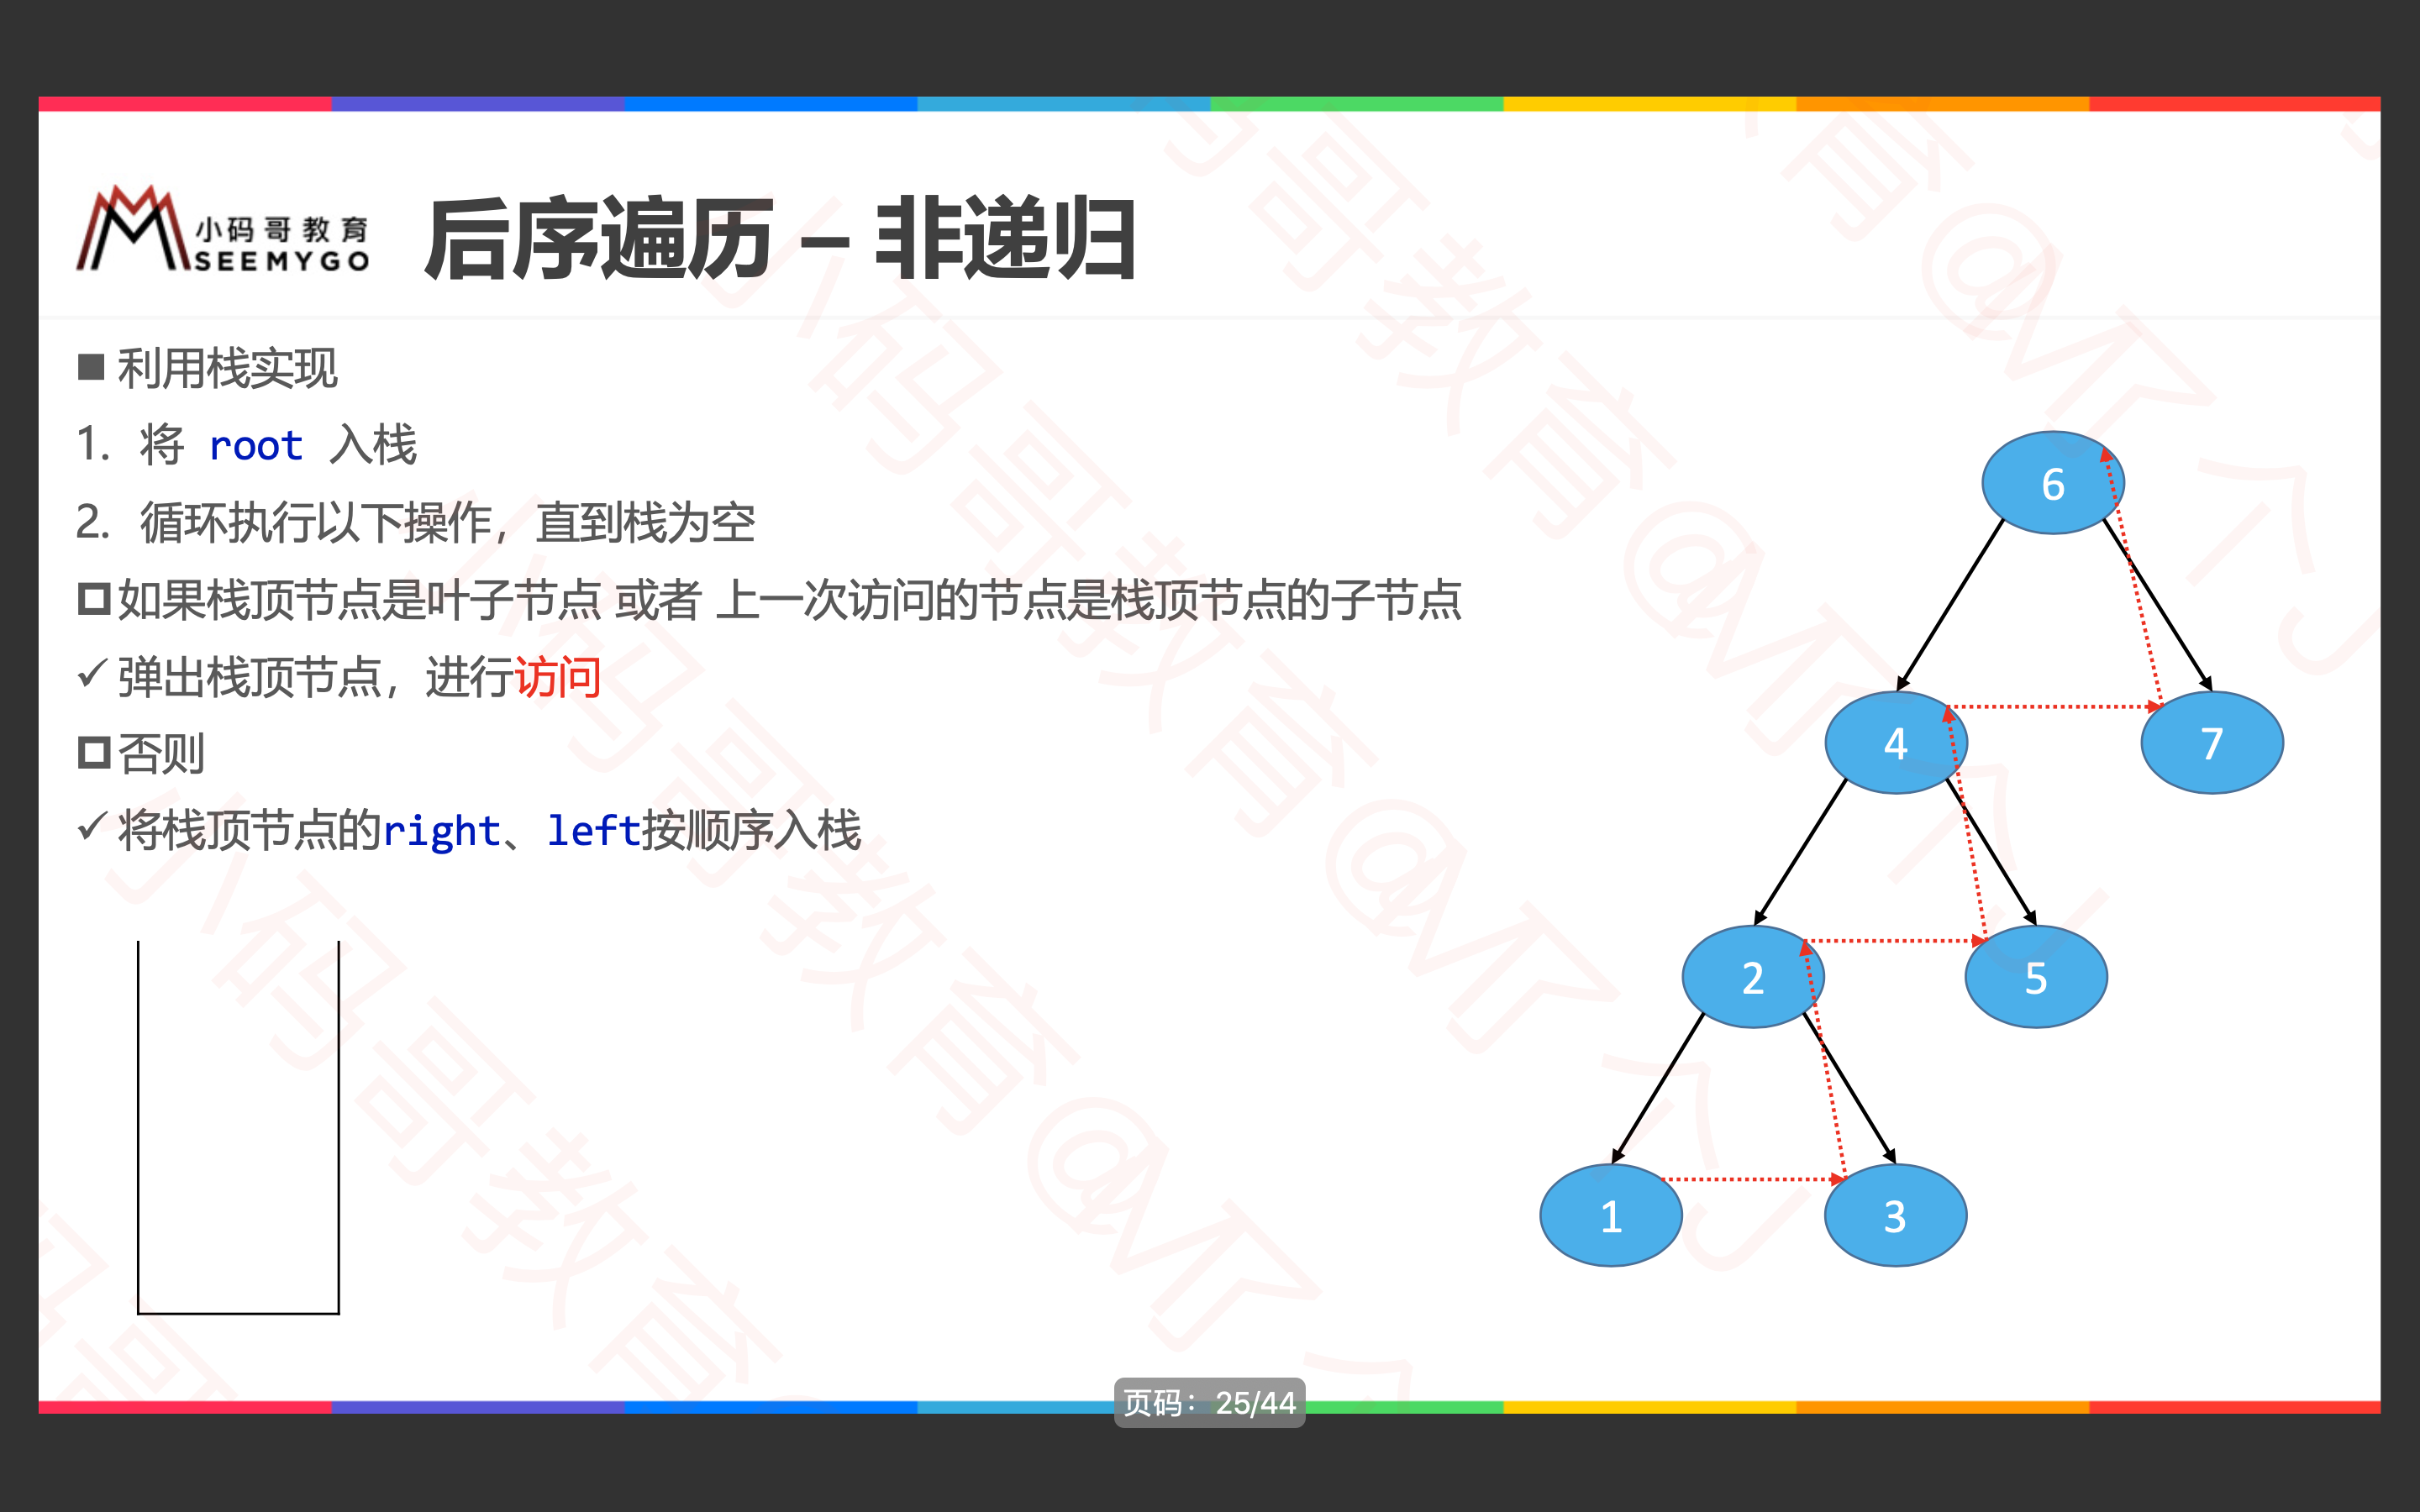 小码哥教育
SEEMYGO
后序遍历 – 非递归
■ 利用栈实现
1. 将 root 入栈
2. 循环执行以下操作，直到栈为空
如果栈顶节点是叶子节点 或者 上一次访问的节点是栈顶节点的子节点
✓ 弹出栈顶节点，进行访问
否则
✓ 将栈顶节点的right、left按顺序入栈
6
4
7
2
5
1
3
页码：25/44